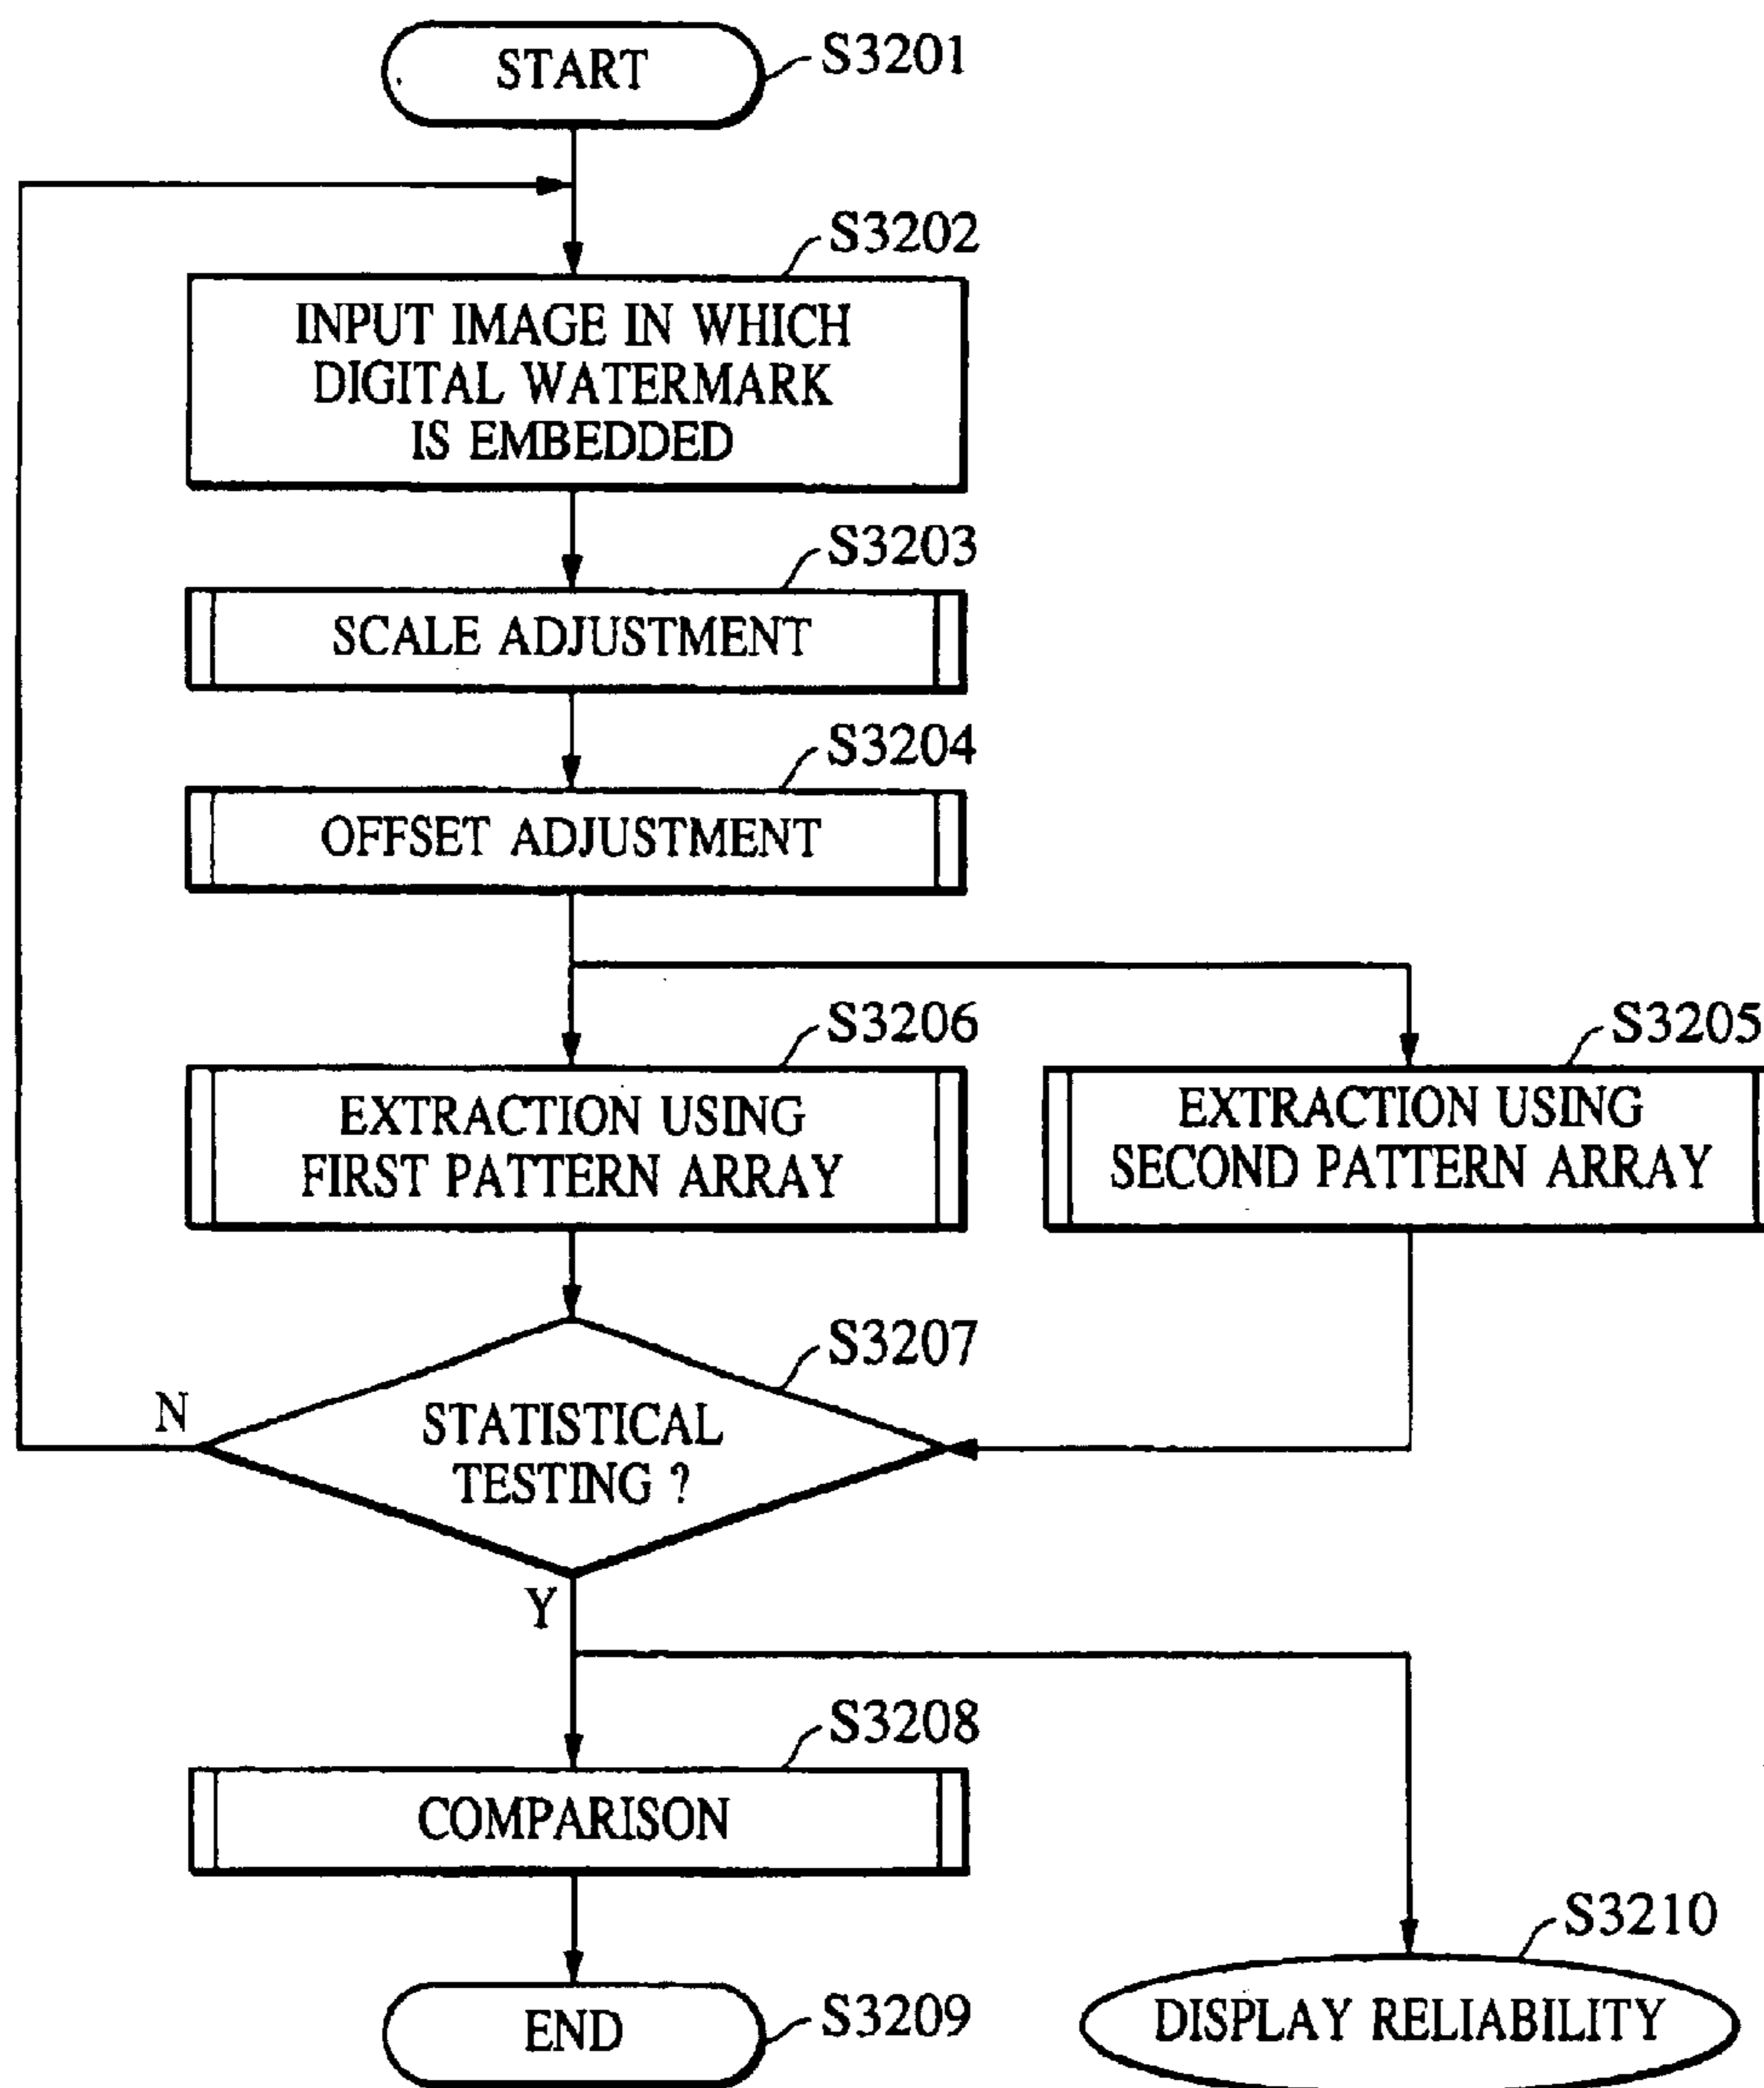 START
S3201
S3202
INPUT IMAGE IN WHICH
DIGITAL WATERMARK
IS EMBEDDED
S3203
SCALE ADJUSTMENT
S3204
OFFSET ADJUSTMENT
S3206
EXTRACTION USING
FIRST PATTERN ARRAY
S3205
EXTRACTION USING
SECOND PATTERN ARRAY
S3207
STATISTICAL
TESTING ?
N
Y
S3208
COMPARISON
END
S3209
S3210
DISPLAY RELIABILITY